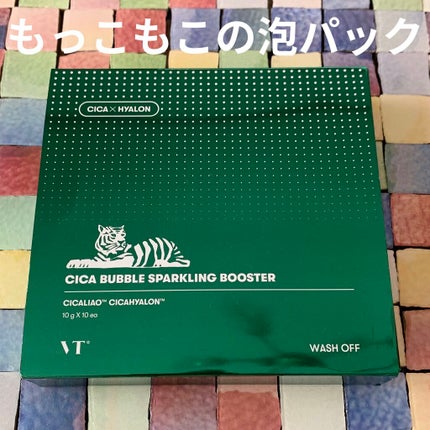 もっこもこの泡パック
CICA × HYALON
CICA BUBBLE SPARKLING BOOSTER
CICALIAO™ CICAHYALON™
10 g X 10 ea
VT®
WASH OFF